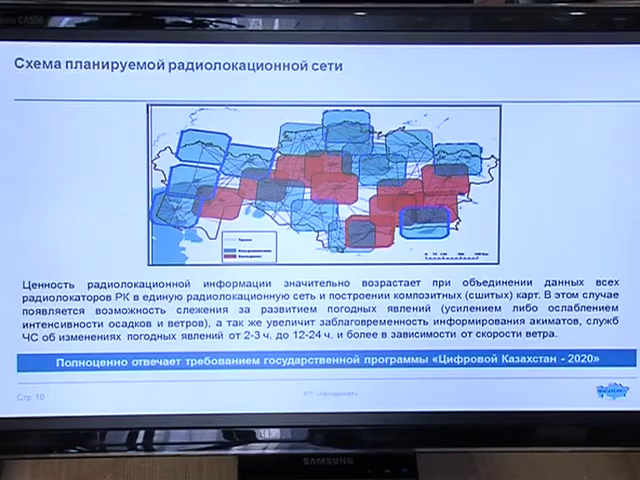 Схема планируемой радиолокационной сети
Ценность радиолокационной информации значительно возрастает при объединении данных всех
радиолокаторов РК в единую радиолокационную сеть и построении композитных (сшитых) карт. В этом случае
появляется возможность слежения за развитием погодных явлений (усилением либо ослаблением
интенсивности осадков и ветров), а так же увеличит заблаговременность информирования акиматов, служб
ЧС об изменениях погодных явлений от 2-3 ч. до 12-24 ч. и более в зависимости от скорости ветра.
Полноценно отвечает требованием государственной программы «Цифровой Казахстан - 2020»
Стр. 10
SAMSUNG